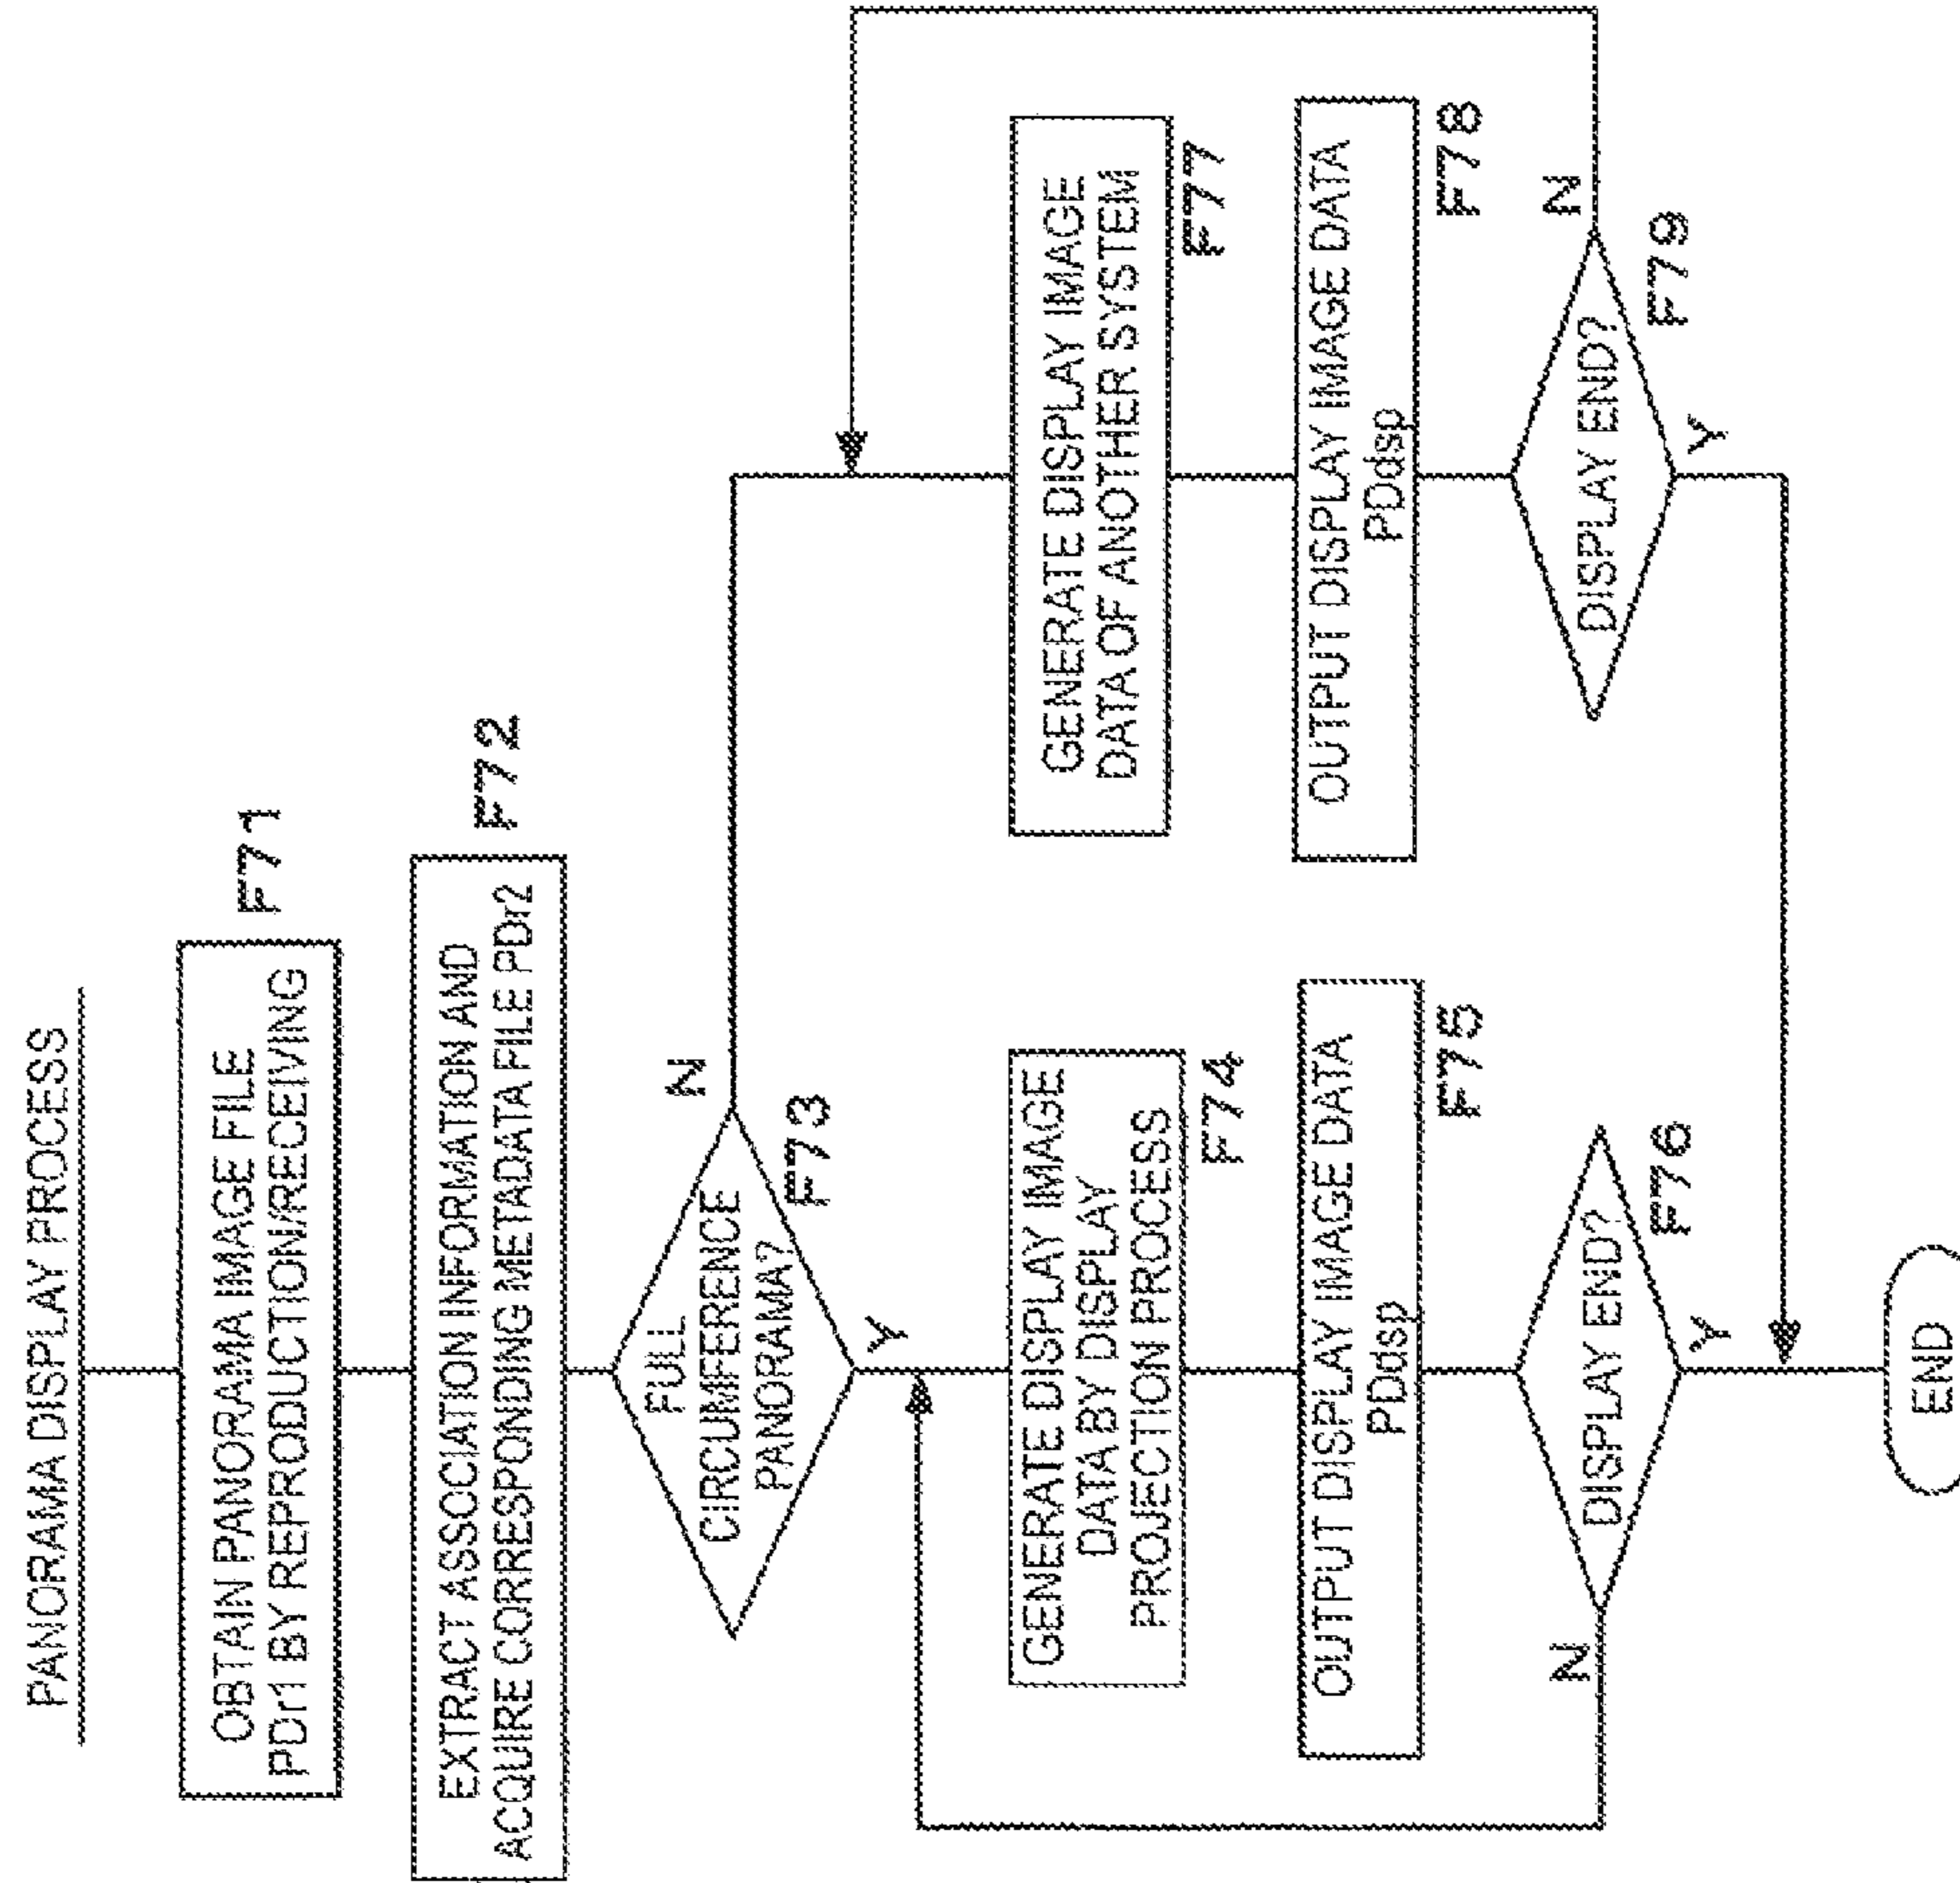 PANORAMA DISPLAY PROCESS
OBTAIN PANORAMA IMAGE FILE
PDr1 BY REPRODUCTION/RECEIVING
F71
EXTRACT ASSOCIATION INFORMATION AND
ACQUIRE CORRESPONDING METADATA FILE PDr2
F72
FULL
CIRCUMFERENCE
PANORAMA?
F73
N
Y
GENERATE DISPLAY IMAGE
DATA BY DISPLAY
PROJECTION PROCESS
F74
OUTPUT DISPLAY IMAGE DATA
PDdsp
F75
DISPLAY END?
F76
N
Y
GENERATE DISPLAY IMAGE
DATA OF ANOTHER SYSTEM
F77
OUTPUT DISPLAY IMAGE DATA
PDdsp
F78
DISPLAY END?
F79
N
Y
END